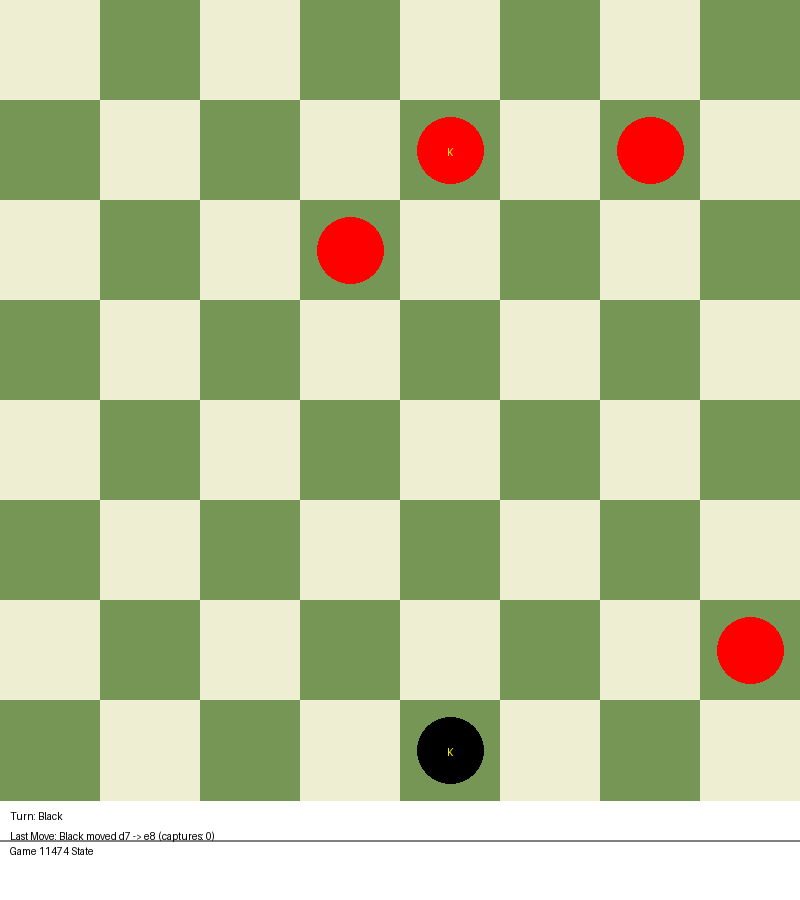 K
K
Turn: Black
Last Move: Black moved d7 -> e8 (captures: 0)
Game 11474 State